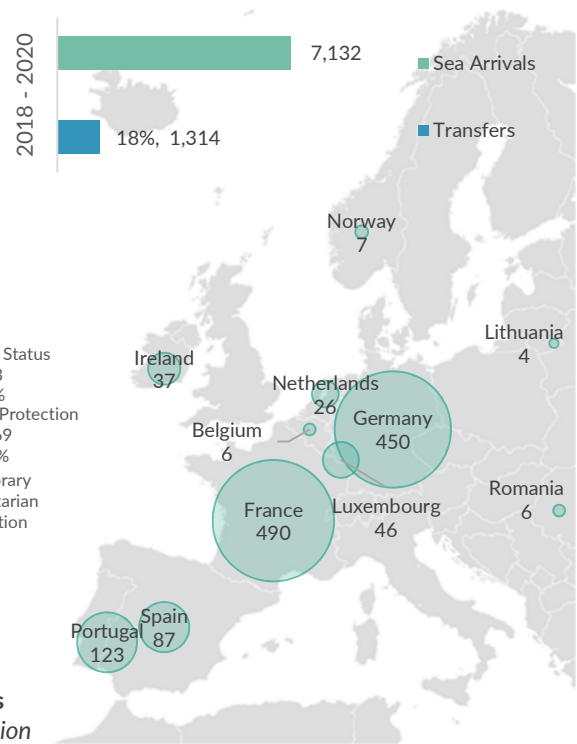 2018 - 2020
7,132
18%, 1,314
Sea Arrivals
Transfers
Norway
7
Lithuania
4
Status
Ireland
37
Netherlands
26
Protection
Germany
450
Belgium
6
Romania
6
Luxembourg
46
France
490
Spain
87
Portugal
123